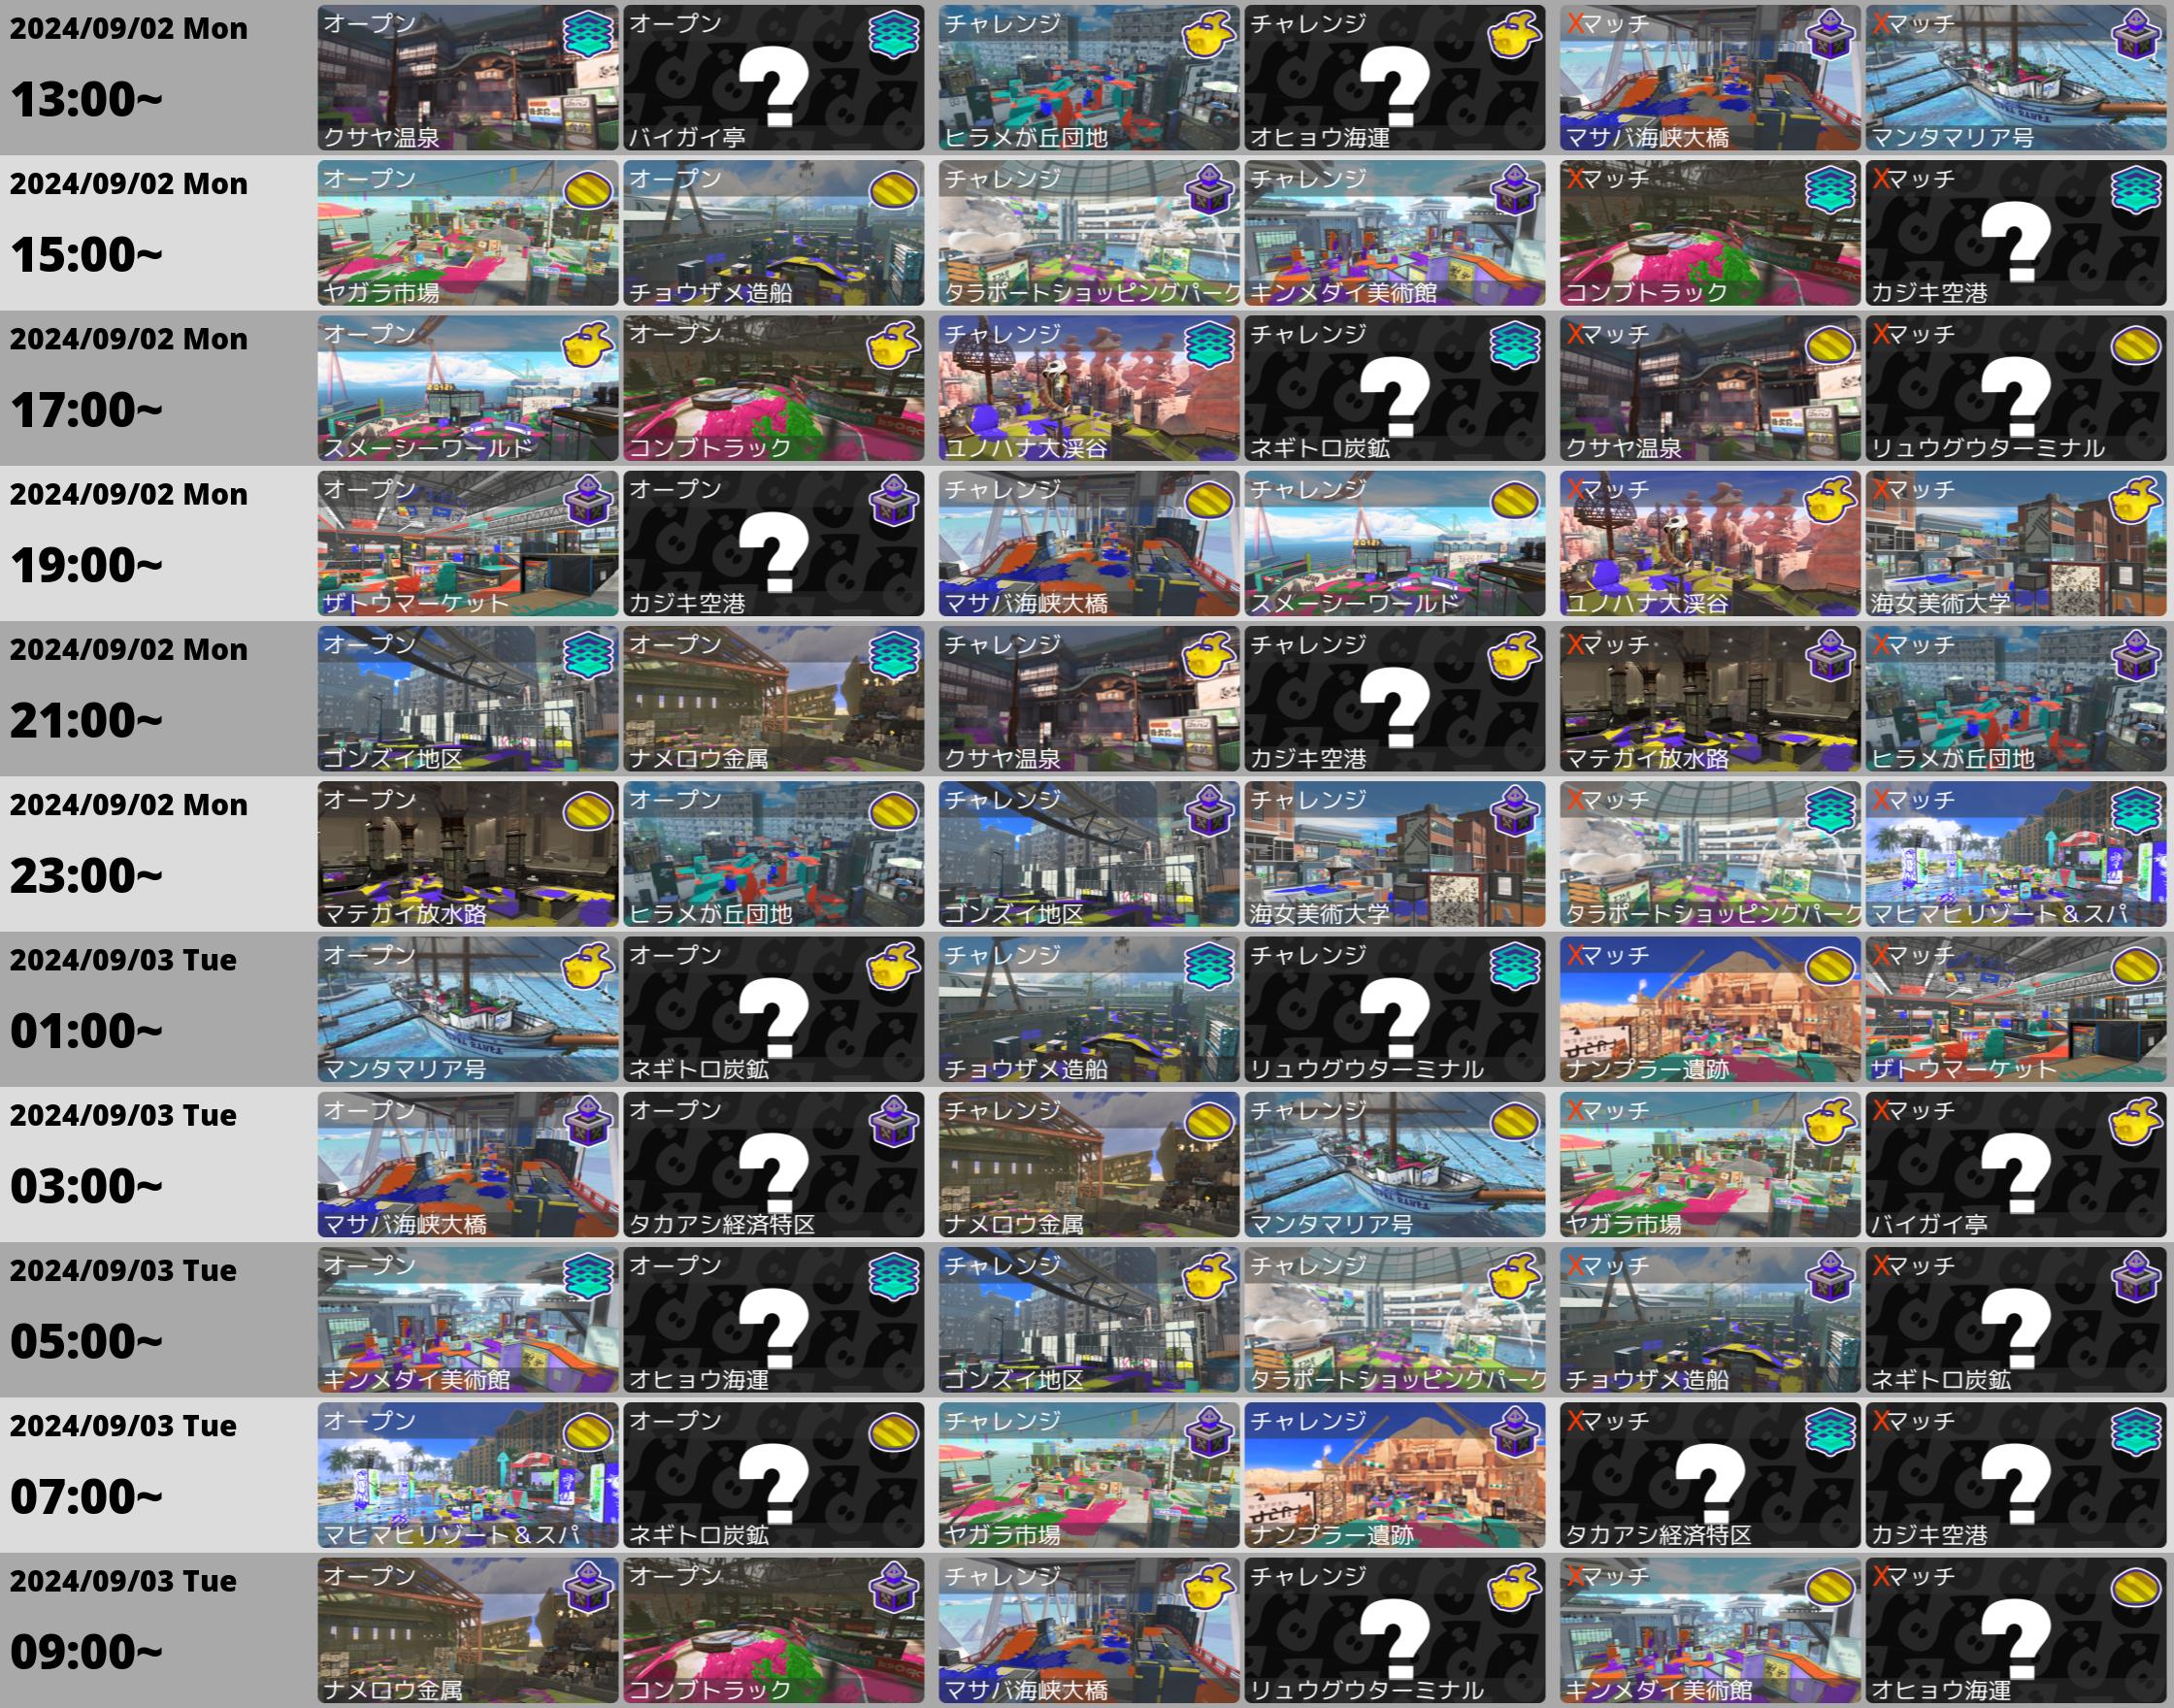 2024/09/02 Mon
13:00~
オープン
クサヤ温泉
オープン
バイガイ亭
チャレンジ
ヒラメが丘団地
チャレンジ
オヒョウ海運
Xマッチ
マサバ海峡大橋
Xマッチ
マンタマリア号
2024/09/02 Mon
15:00~
オープン
ヤガラ市場
オープン
チョウザメ造船
チャレンジ
タラポートショッピングパーク
チャレンジ
キンメダイ美術館
Xマッチ
コンブトラック
Xマッチ
カジキ空港
2024/09/02 Mon
17:00~
オープン
スメーシーワールド
オープン
コンブトラック
チャレンジ
ユノハナ大渓谷
チャレンジ
ネギトロ炭鉱
Xマッチ
クサヤ温泉
Xマッチ
リュウグウターミナル
2024/09/02 Mon
19:00~
オープン
ザトウマーケット
オープン
カジキ空港
チャレンジ
マサバ海峡大橋
チャレンジ
スメーシーワールド
Xマッチ
ユノハナ大渓谷
Xマッチ
海女美術大学
2024/09/02 Mon
21:00~
オープン
ゴンズイ地区
オープン
ナメロウ金属
チャレンジ
クサヤ温泉
チャレンジ
カジキ空港
Xマッチ
マテガイ放水路
Xマッチ
ヒラメが丘団地
2024/09/02 Mon
23:00~
オープン
マテガイ放水路
オープン
ヒラメが丘団地
チャレンジ
ゴンズイ地区
チャレンジ
海女美術大学
Xマッチ
タラポートショッピングパーク
Xマッチ
マヒマヒリゾート＆スパ
2024/09/03 Tue
01:00~
オープン
マンタマリア号
オープン
ネギトロ炭鉱
チャレンジ
チョウザメ造船
チャレンジ
リュウグウターミナル
Xマッチ
ナンプラー遺跡
Xマッチ
ザトウマーケット
2024/09/03 Tue
03:00~
オープン
マサバ海峡大橋
オープン
タカアシ経済特区
チャレンジ
ナメロウ金属
チャレンジ
マンタマリア号
Xマッチ
ヤガラ市場
Xマッチ
バイガイ亭
2024/09/03 Tue
05:00~
オープン
キンメダイ美術館
オープン
オヒョウ海運
チャレンジ
ゴンズイ地区
チャレンジ
タラポートショッピングパーク
Xマッチ
チョウザメ造船
Xマッチ
ネギトロ炭鉱
2024/09/03 Tue
07:00~
オープン
マヒマヒリゾート＆スパ
オープン
ネギトロ炭鉱
チャレンジ
ヤガラ市場
チャレンジ
ナンプラー遺跡
Xマッチ
タカアシ経済特区
Xマッチ
カジキ空港
2024/09/03 Tue
09:00~
オープン
ナメロウ金属
オープン
コンブトラック
チャレンジ
マサバ海峡大橋
チャレンジ
リュウグウターミナル
Xマッチ
キンメダイ美術館
Xマッチ
オヒョウ海運